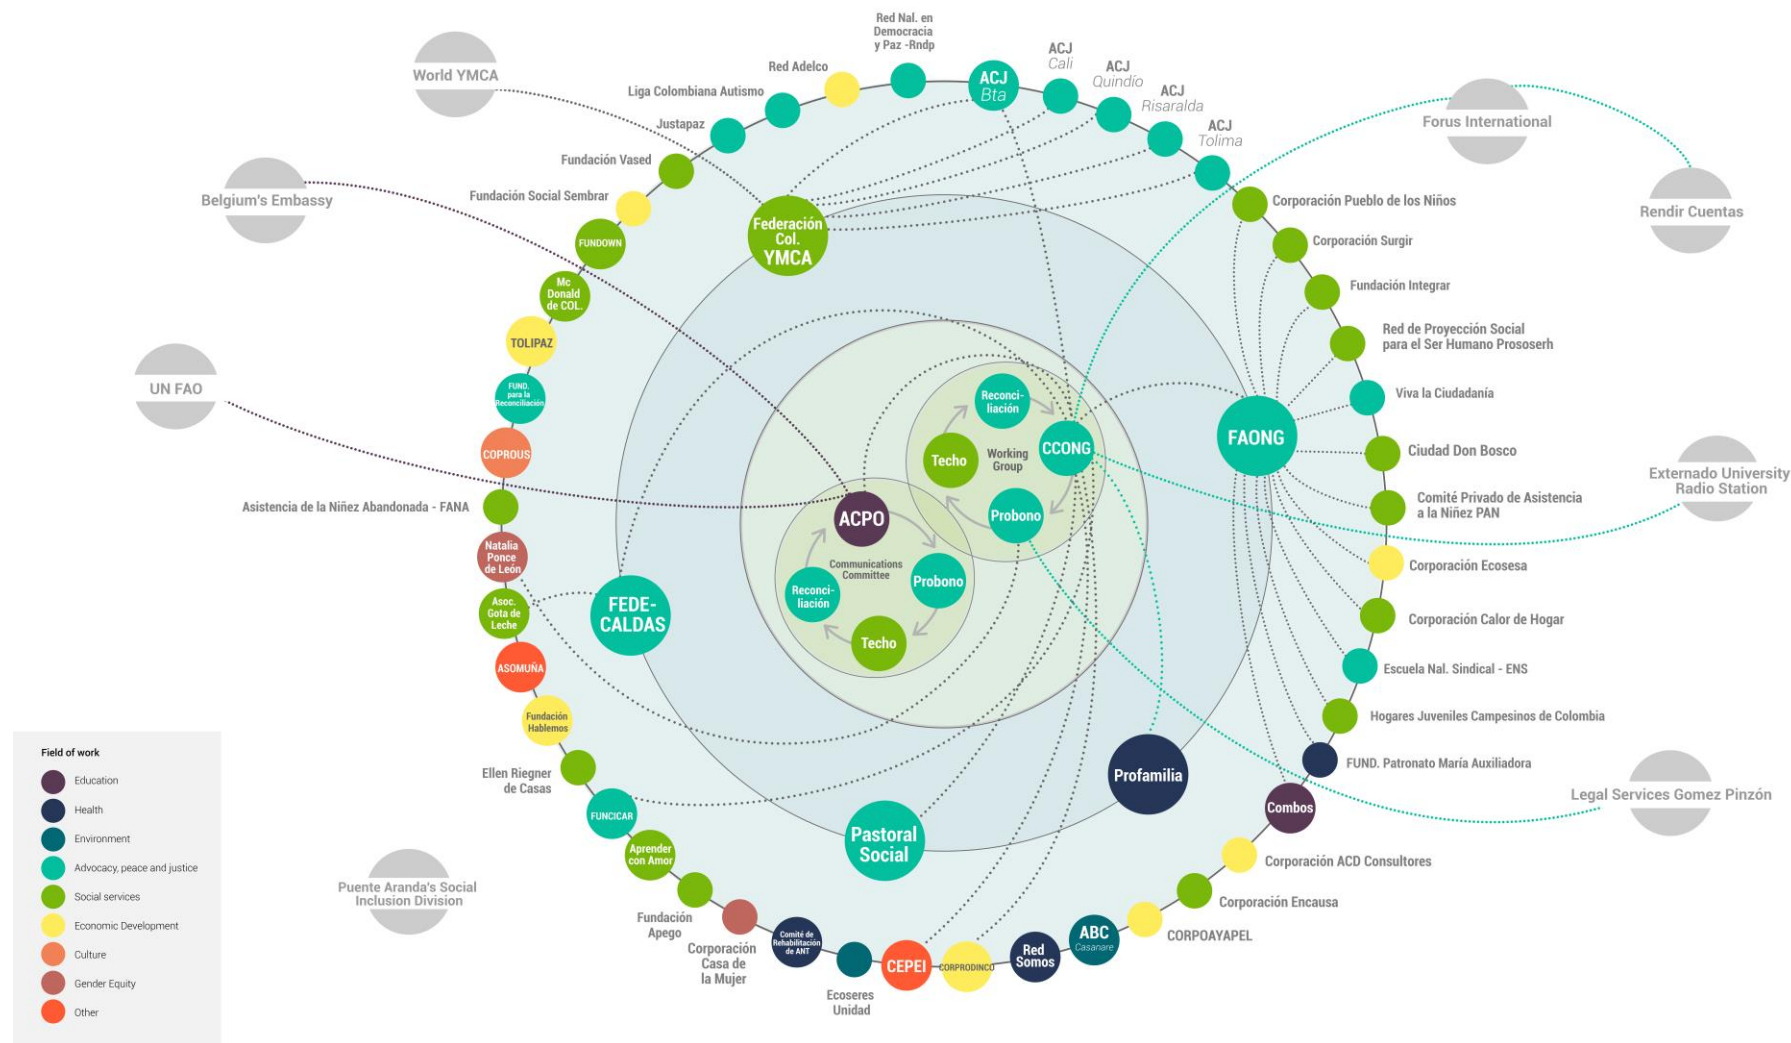 Red Nal. en
Democracia
y Paz -Rndp
World YMCA
Red Adelco
ACJ
Bta
ACJ
Cali
ACJ
Quindío
ACJ
Risaralda
ACJ
Tolima
Liga Colombiana Autismo
Justapaz
Fundación Vased
Fundación Social Sembrar
Belgium's Embassy
Forus International
Rendir Cuentas
Federación
Col.
YMCA
Corporación Pueblo de los Niños
Corporación Surgir
Fundación Integrar
Red de Proyección Social
para el Ser Humano Prososerh
Viva la Ciudadanía
Ciudad Don Bosco
Comité Privado de Asistencia
a la Niñez PAN
Corporación Ecosesa
Corporación Calor de Hogar
Escuela Nal. Sindical - ENS
Hogares Juveniles Campesinos de Colombia
FUND. Patronato María Auxiliadora
Combos
Corporación ACD Consultores
Corporación Encausa
CORPOAYAPEL
ABC
Casanare
Red
Somos
CORPRODINCO
CEPEI
Ecoseres
Unidad
Comité de
Rehabilitación
de ANT
Corporación
Casa de
la Mujer
Fundación
Apego
Aprender
con Amor
FUNCICAR
Ellen Riegner
de Casas
Fundación
Hablemos
ASOMUÑA
Asoc.
Gota de
Leche
Natalia
Ponce
de León
Asistencia de la Niñez Abandonada - FANA
COPROUS
FUND.
para la
Reconciliación
TOLIPAZ
Mc
Donald
de COL.
FUNDOWN
UN FAO
FAONG
Externado University
Radio Station
Legal Services Gomez Pinzón
Puente Aranda's Social
Inclusion Division
FEDE-
CALDAS
Pastoral
Social
Profamilia
Reconci-
liación
CCONG
Techo
Working
Group
Probono
ACPO
Communications
Committee
Probono
Reconci-
liación
Techo
Field of work
Education
Health
Environment
Advocacy, peace and justice
Social services
Economic Development
Culture
Gender Equity
Other